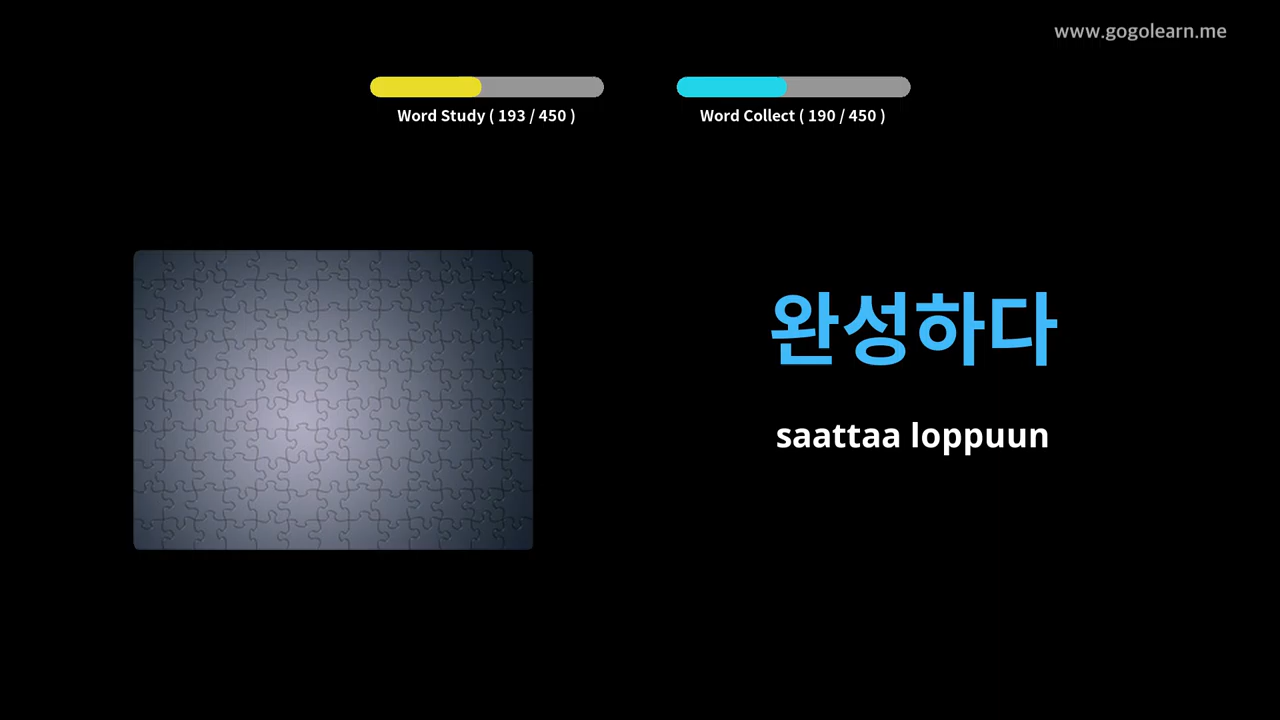 www.gogolearn.me
Word Study ( 193 / 450 )
Word Collect ( 190 / 450 )
완성하다
saattaa loppuun